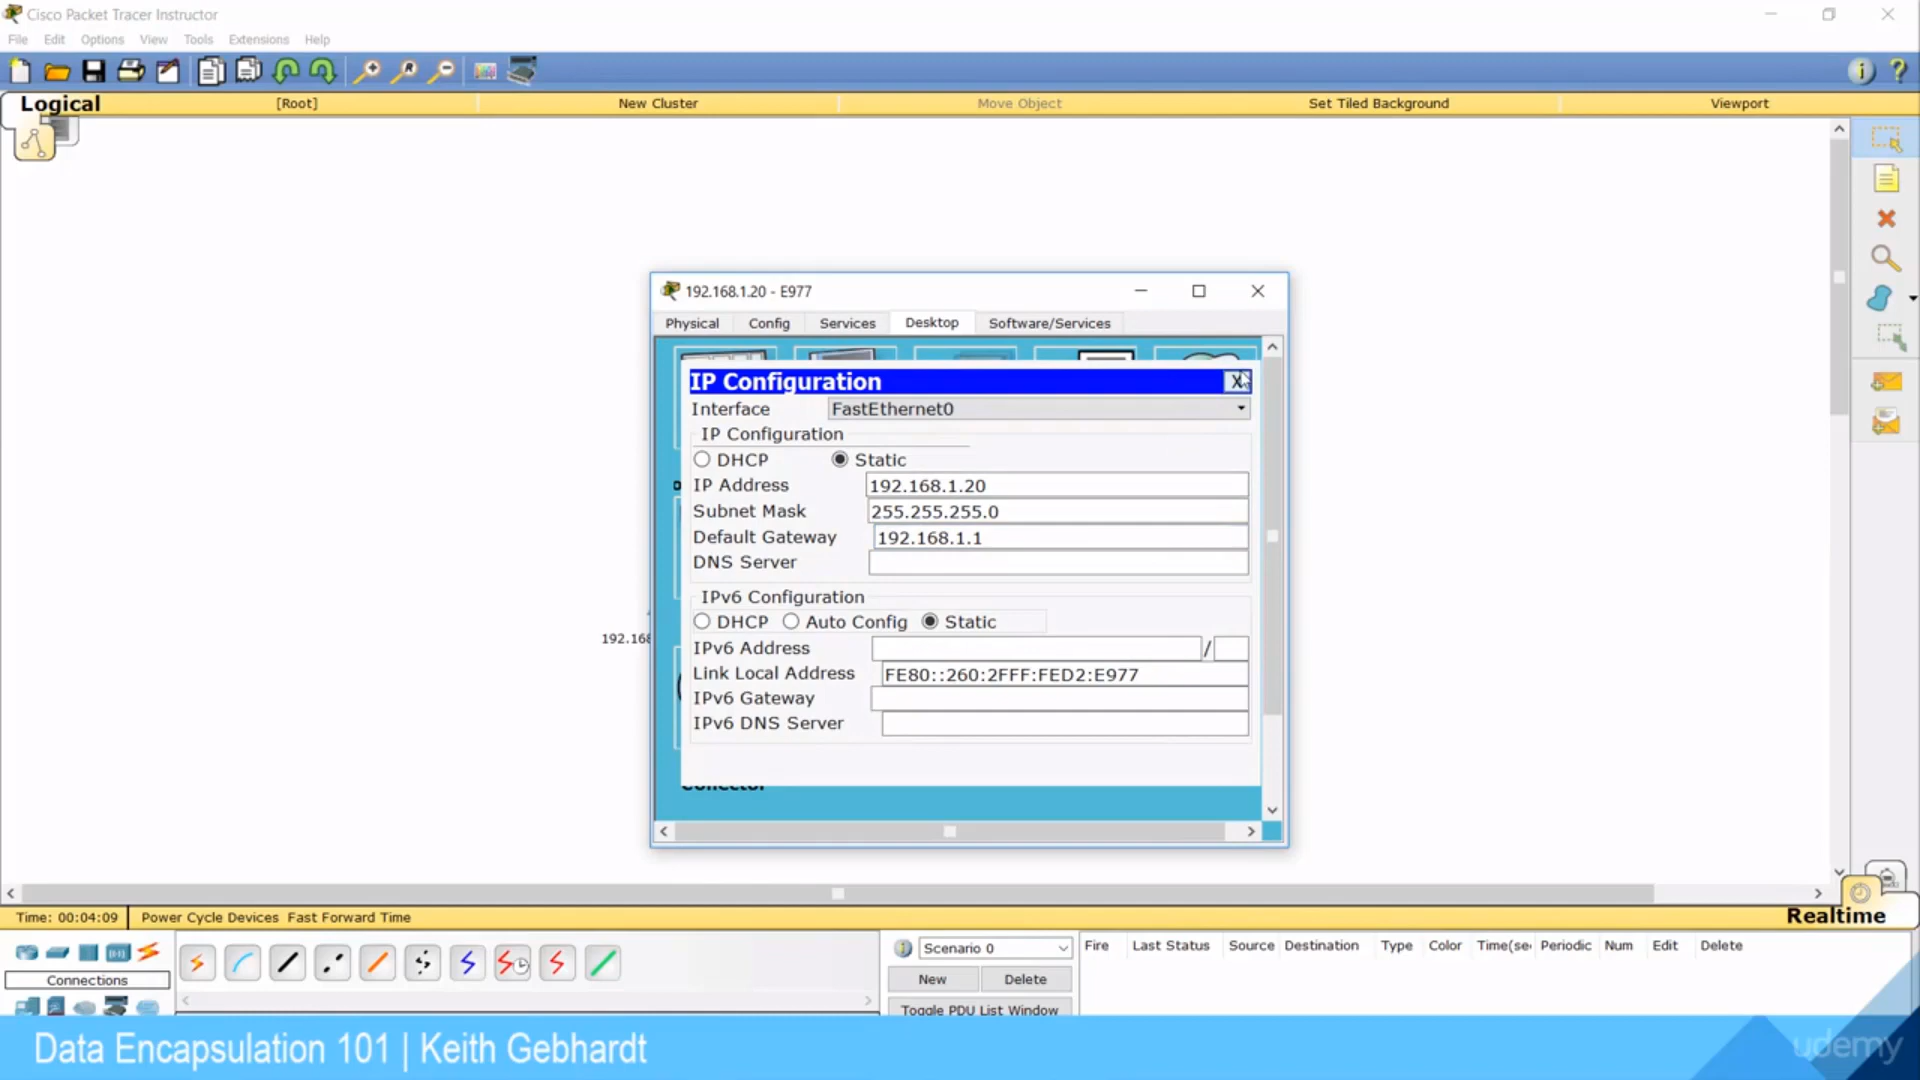 Cisco Packet Tracer Instructor
File Edit Options View Tools Extensions Help
Logical [Root] New Cluster Move Object Set Tiled Background Viewport
192.168.1.20 - E977
Physical Config Services Desktop Software/Services
IP Configuration X
Interface FastEthernet0
IP Configuration
DHCP Static
IP Address 192.168.1.20
Subnet Mask 255.255.255.0
Default Gateway 192.168.1.1
DNS Server
IPv6 Configuration
DHCP Auto Config Static
192.168
IPv6 Address /
Link Local Address FE80::260:2FFF:FED2:E977
IPv6 Gateway
IPv6 DNS Server
Collector
Time: 00:04:09 Power Cycle Devices Fast Forward Time Realtime
Scenario 0 Fire Last Status Source Destination Type Color Time(sec Periodic Num Edit Delete
Connections New Delete
Toggle PDU List Window
Data Encapsulation 101 | Keith Gebhardt
udemy